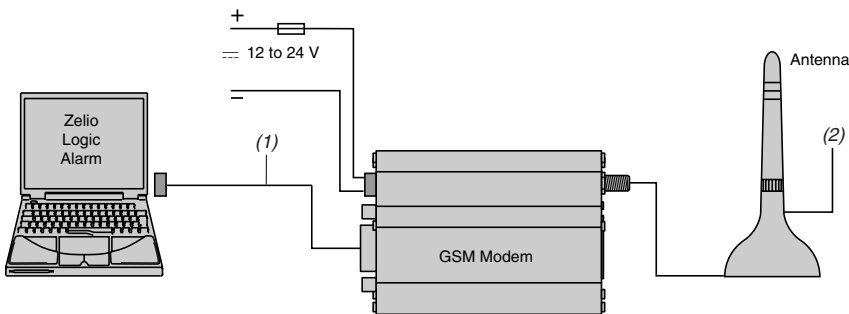 +
⎓ 12 to 24 V
–
Antenna
Zelio
Logic
Alarm
(1)
(2)
GSM Modem